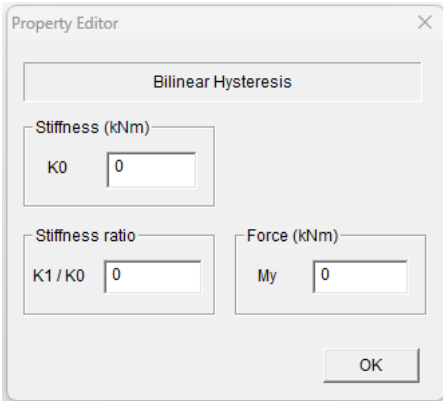 Property Editor
Bilinear Hysteresis
Stiffness (kNm)
K0 0
Stiffness ratio
K1 / K0 0
Force (kNm)
My 0
OK